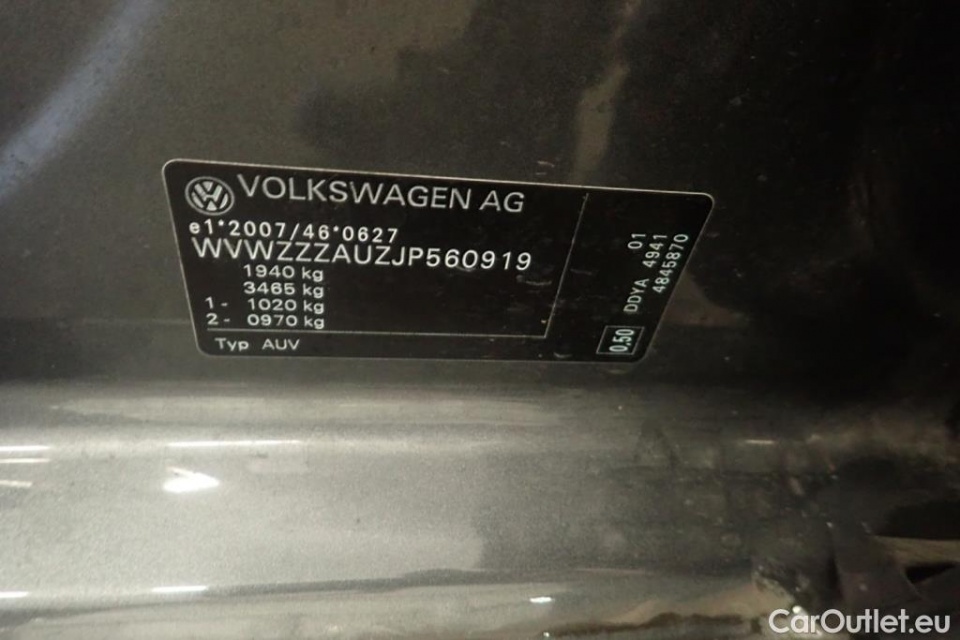 VOLKSWAGEN AG
e1*2007/46*0627
WVWZZZAUZJP560919
1940 kg
3465 kg
1- 1020 kg
2- 0970 kg
Typ AUV
01
DDYA 4941
4845870
0,50
CarOutlet.eu